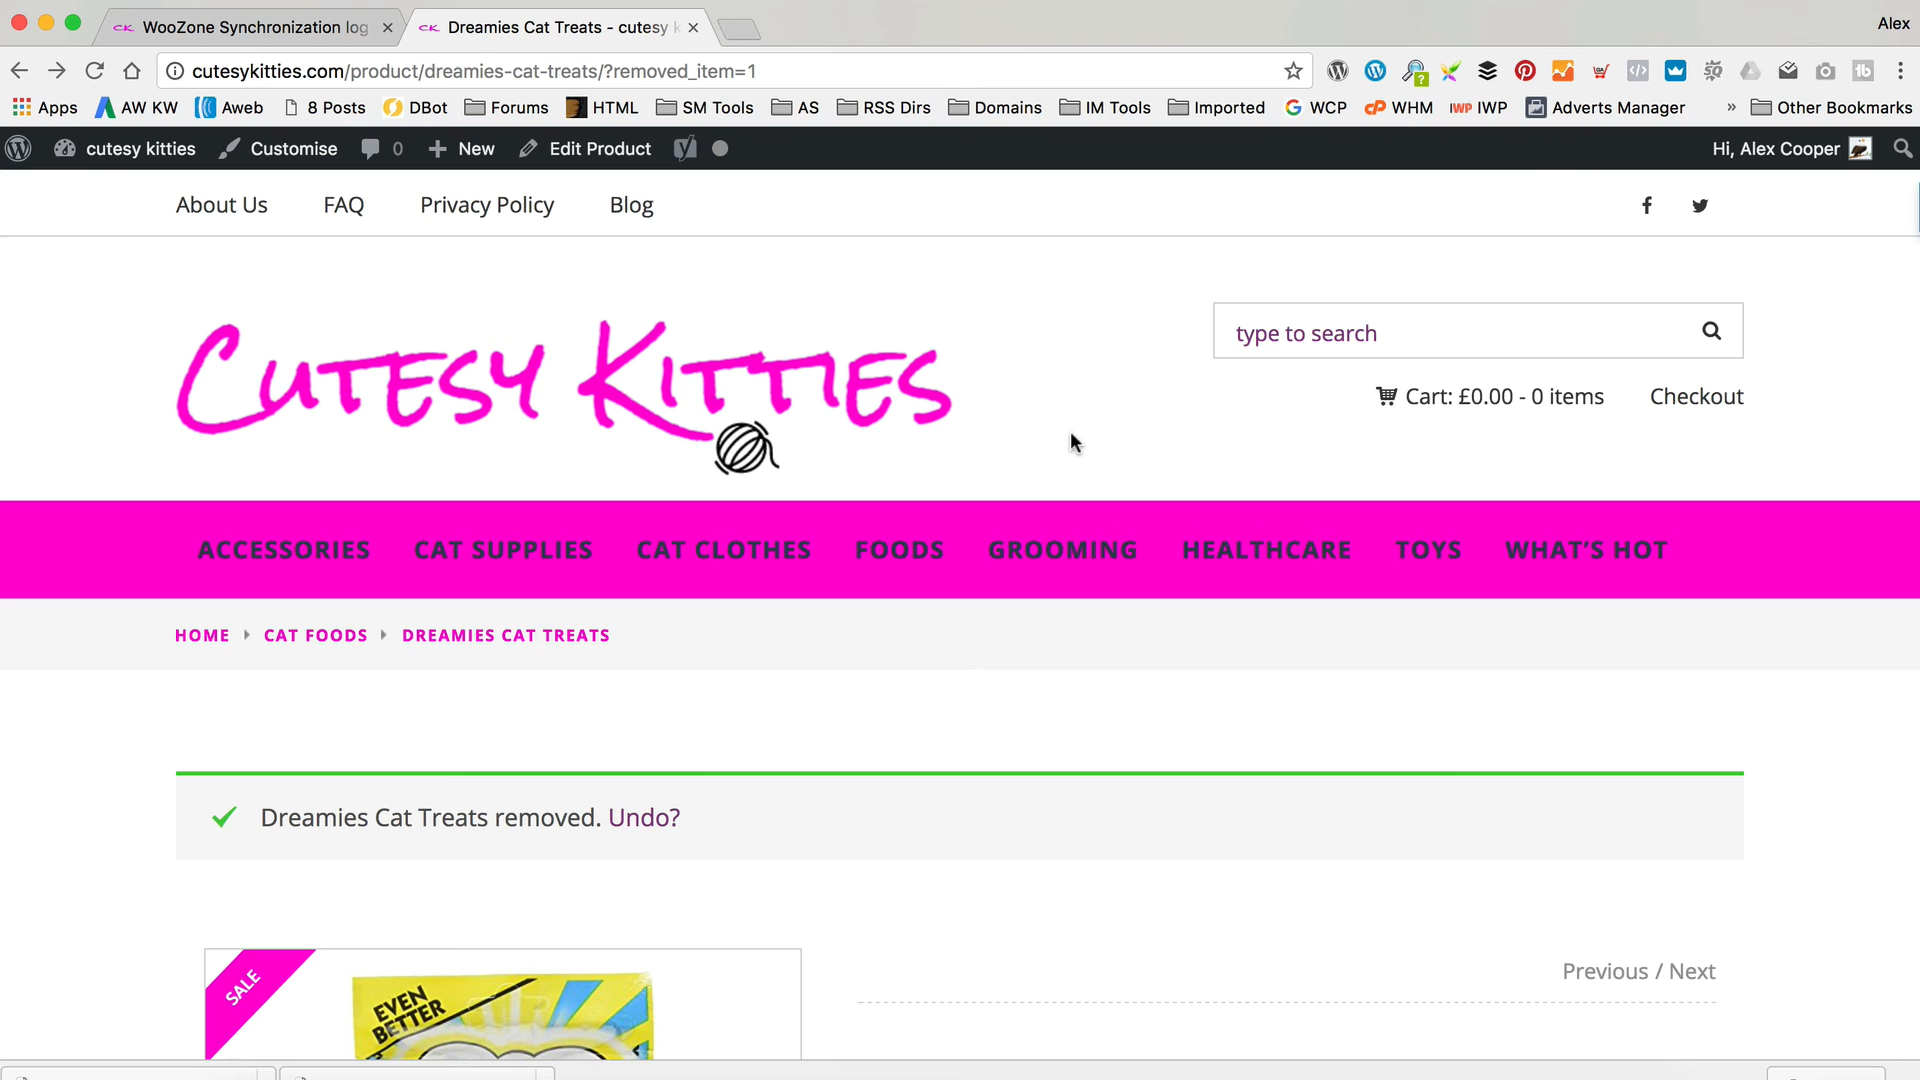 WooZone Synchronization log
Dreamies Cat Treats - cutesy k
Alex
cutesykitties.com/product/dreamies-cat-treats/?removed_item=1
Apps AW KW Aweb 8 Posts DBot Forums HTML SM Tools AS RSS Dirs Domains IM Tools Imported WCP WHM IWP Adverts Manager » Other Bookmarks
cutesy kitties Customise 0 New Edit Product Hi, Alex Cooper
About Us FAQ Privacy Policy Blog
CUTESY KITTIES
type to search
Cart: £0.00 - 0 items Checkout
ACCESSORIES CAT SUPPLIES CAT CLOTHES FOODS GROOMING HEALTHCARE TOYS WHAT'S HOT
HOME CAT FOODS DREAMIES CAT TREATS
Dreamies Cat Treats removed. Undo?
SALE
EVEN
BETTER
Previous / Next